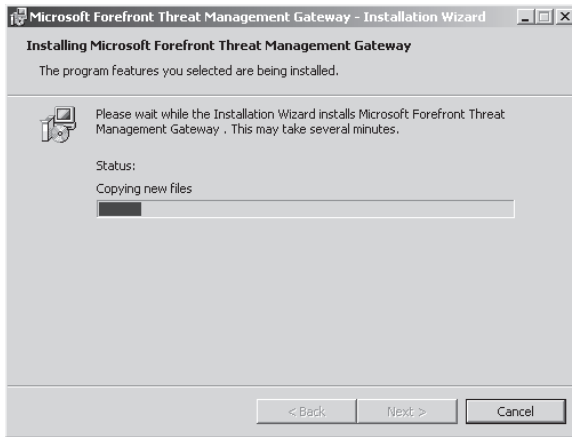 Microsoft Forefront Threat Management Gateway - Installation Wizard
Installing Microsoft Forefront Threat Management Gateway
The program features you selected are being installed.
Please wait while the Installation Wizard installs Microsoft Forefront Threat
Management Gateway . This may take several minutes.
Status:
Copying new files
< Back Next > Cancel